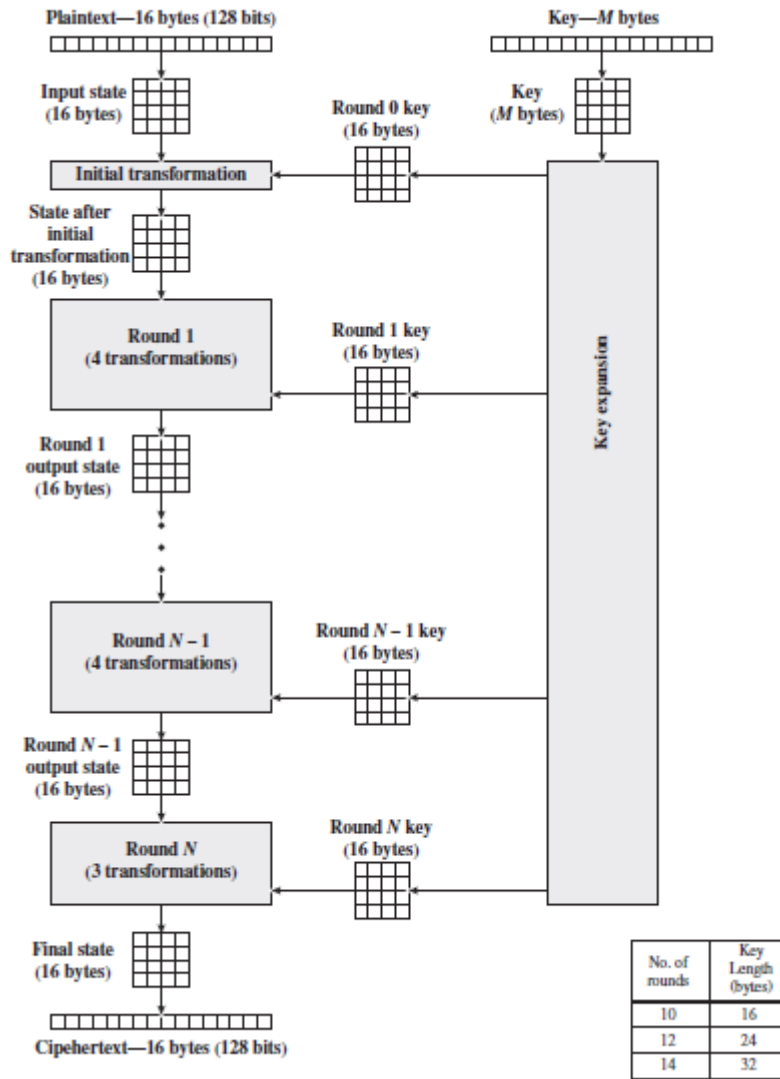 Plaintext—16 bytes (128 bits)
Key—M bytes
Input state
(16 bytes)
Round 0 key
(16 bytes)
Key
(M bytes)
Initial transformation
State after
initial
transformation
(16 bytes)
Round 1
(4 transformations)
Round 1 key
(16 bytes)
Key expansion
Round 1
output state
(16 bytes)
Round N – 1
(4 transformations)
Round N – 1 key
(16 bytes)
Round N – 1
output state
(16 bytes)
Round N
(3 transformations)
Round N key
(16 bytes)
Final state
(16 bytes)
Cipehertext—16 bytes (128 bits)
No. of
rounds
Key
Length
(bytes)
10 16
12 24
14 32